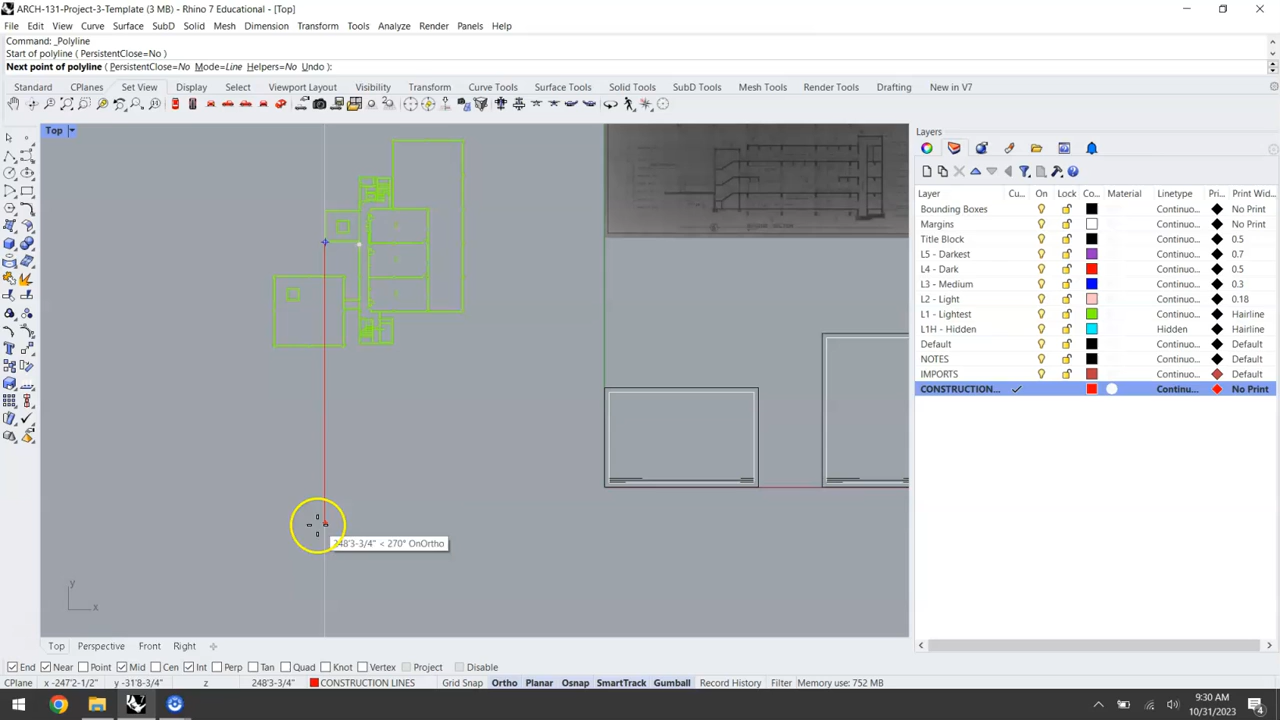 ARCH-131-Project-3-Template (3 MB) - Rhino 7 Educational - [Top]
File Edit View Curve Surface SubD Solid Mesh Dimension Transform Tools Analyze Render Panels Help
Command: _Polyline
Start of polyline ( PersistentClose=No )
Next point of polyline ( PersistentClose=No Mode=Line Helpers=No Undo ):
Standard CPlanes Set View Display Select Viewport Layout Visibility Transform Curve Tools Surface Tools Solid Tools SubD Tools Mesh Tools Render Tools Drafting New in V7
Top
Layers
Layer Cu... On Lock Co... Material Linetype Pri... Print Wid...
Bounding Boxes Continuo... No Print
Margins Continuo... No Print
Title Block Continuo... 0.5
L5 - Darkest Continuo... 0.7
L4 - Dark Continuo... 0.5
L3 - Medium Continuo... 0.3
L2 - Light Continuo... 0.18
L1 - Lightest Continuo... Hairline
L1H - Hidden Hidden Hairline
Default Continuo... Default
NOTES Continuo... Default
IMPORTS Continuo... Default
CONSTRUCTION... Continu... No Print
248'3-3/4" < 270° OnOrtho
y
x
Top Perspective Front Right
End Near Point Mid Cen Int Perp Tan Quad Knot Vertex Project Disable
CPlane x -247'2-1/2" y -31'8-3/4" z 248'3-3/4" CONSTRUCTION LINES Grid Snap Ortho Planar Osnap SmartTrack Gumball Record History Filter Memory use: 752 MB
9:30 AM
10/31/2023
4